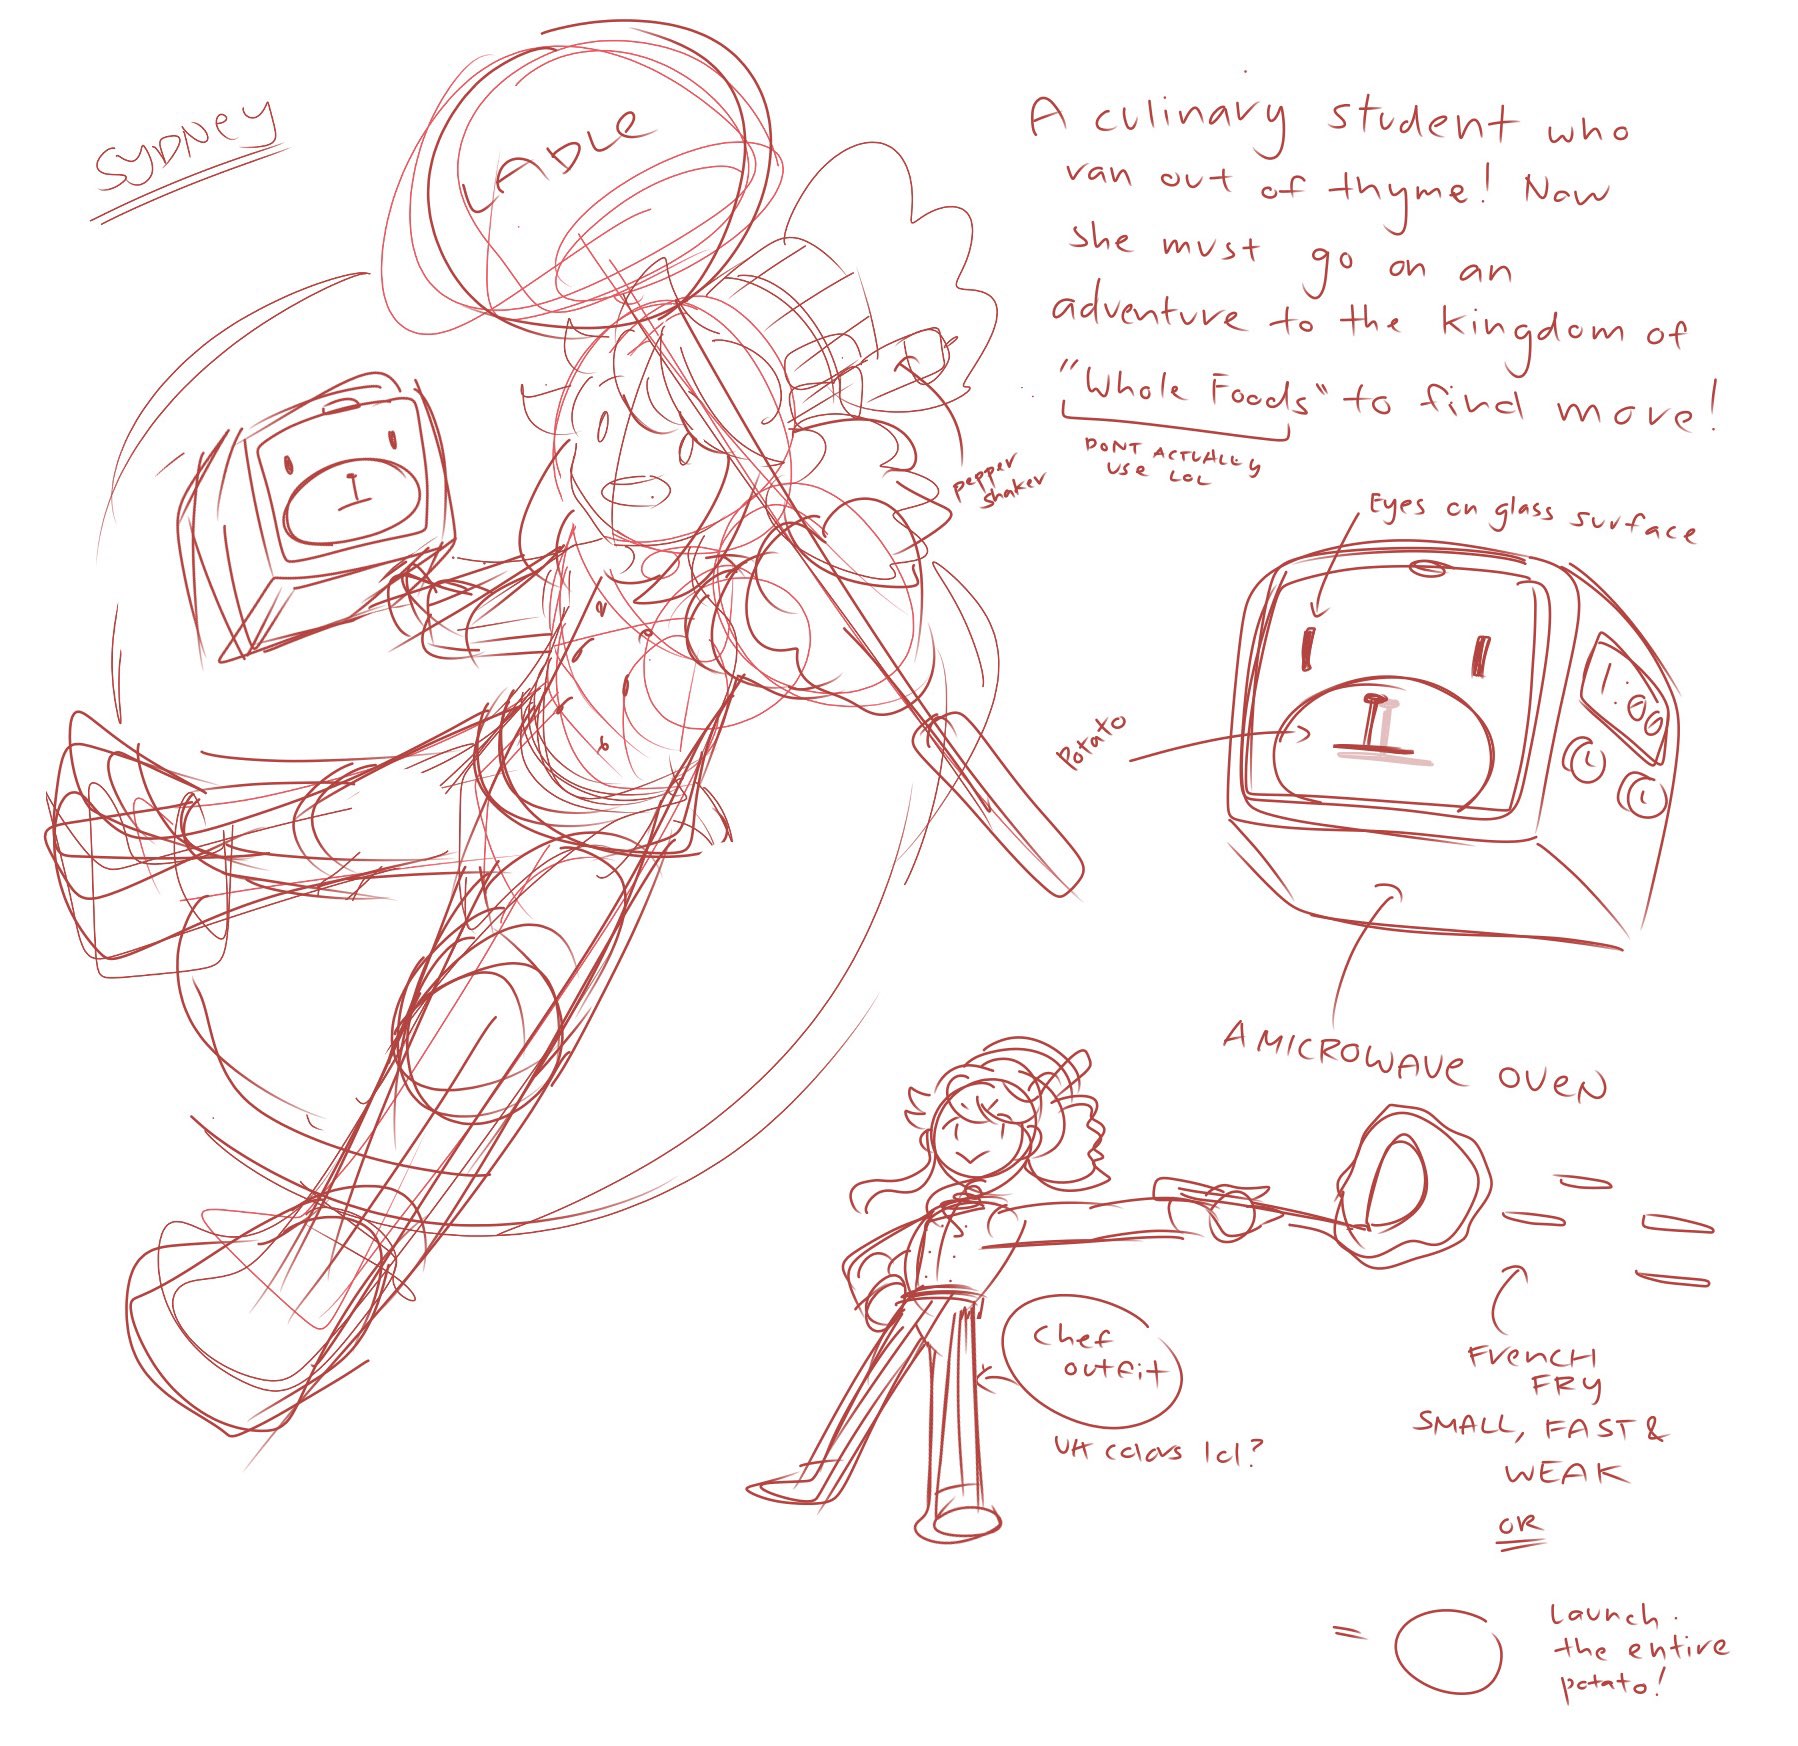 SYDNEY
LADLE
A culinary student who
ran out of thyme! Now
she must go on an
adventure to the kingdom of
"Whole Foods" to find more!
DONT ACTUALLY
USE LOL
pepper
shaker
Eyes on glass surface
1:00
Potato
A MICROWAVE OVEN
Chef
outfit
UH colors lol?
FrencH
FRY
SMALL, FAST &
WEAK
OR
Launch
the entire
potato!